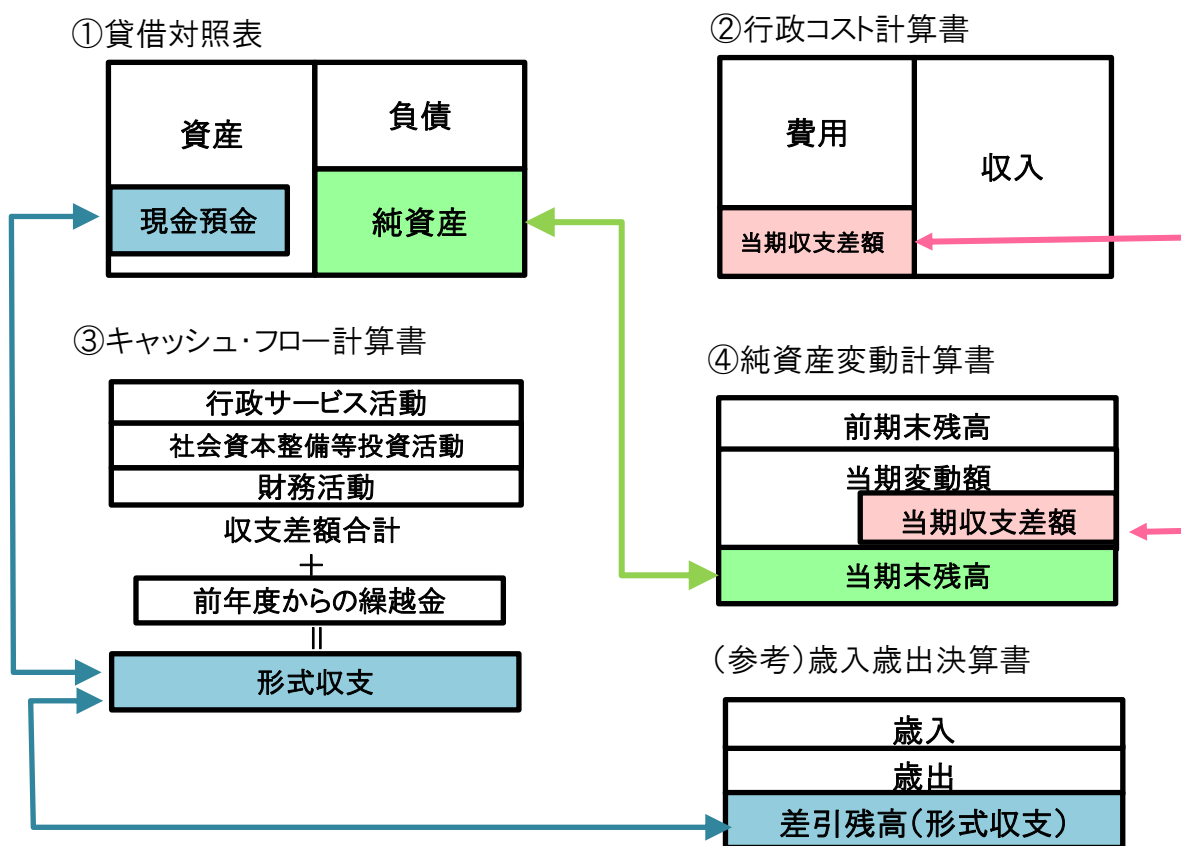 ①貸借対照表
資産
負債
現金預金
純資産
②行政コスト計算書
費用
収入
当期収支差額
③キャッシュ・フロー計算書
行政サービス活動
社会資本整備等投資活動
財務活動
収支差額合計
＋
前年度からの繰越金
＝
形式収支
④純資産変動計算書
前期末残高
当期変動額
当期収支差額
当期末残高
（参考）歳入歳出決算書
歳入
歳出
差引残高（形式収支）